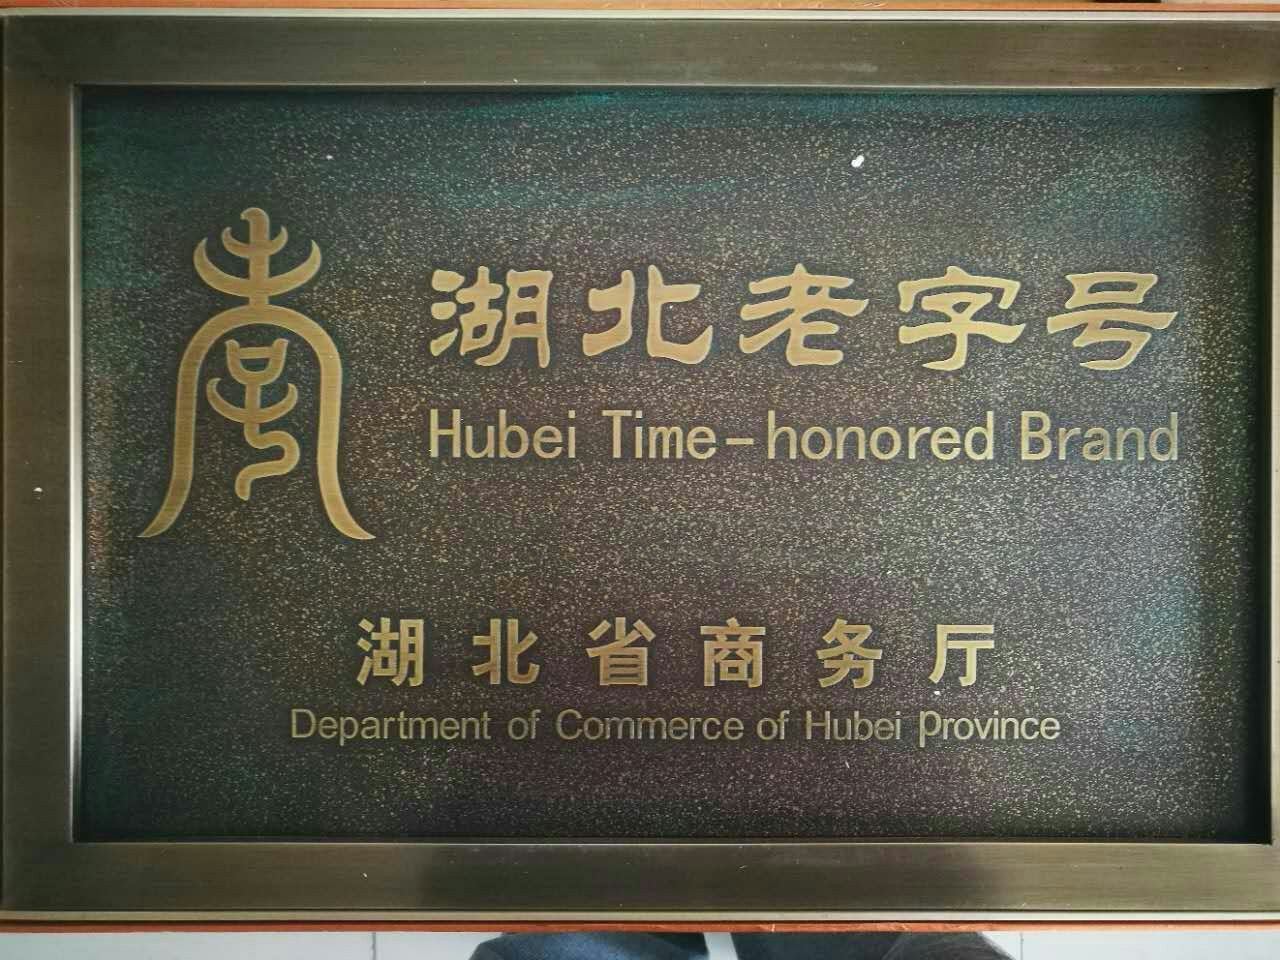 湖北老字号
Hubei Time-honored Brand
湖北省商务厅
Department of Commerce of Hubei province